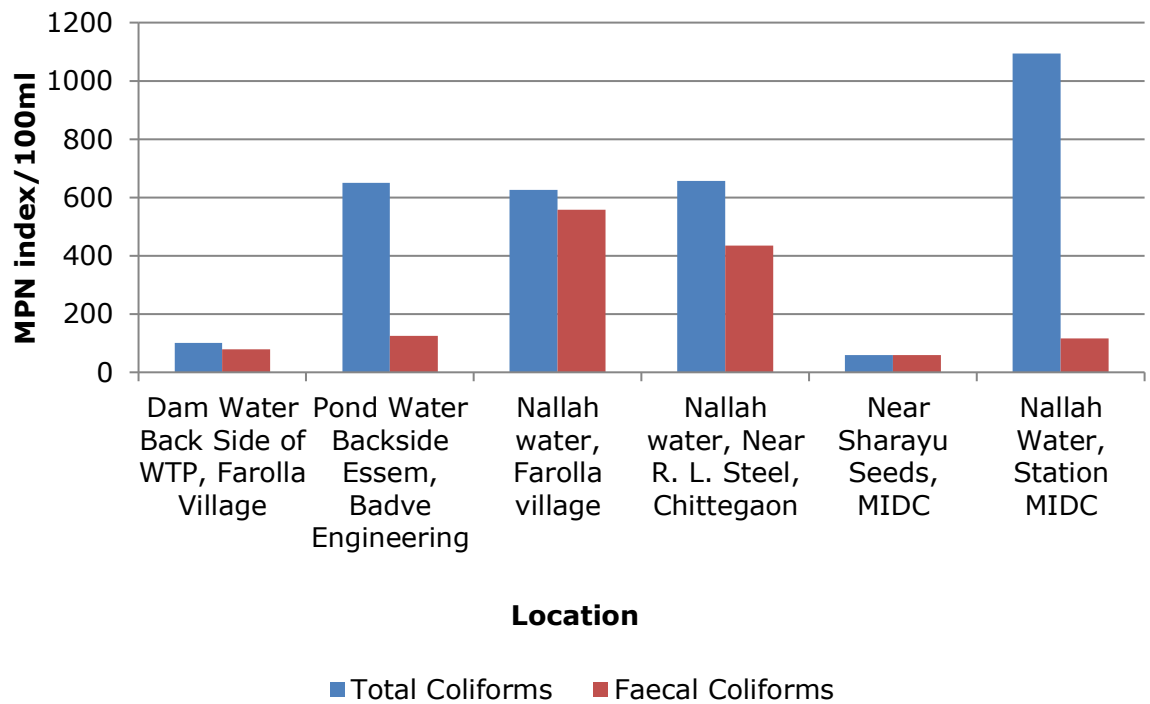 1200
1000
800
600
400
200
0
MPN index/100ml
Dam Water
Back Side of
WTP, Farolla
Village
Pond Water
Backside
Essem,
Badve
Engineering
Nallah
water,
Farolla
village
Nallah
water, Near
R. L. Steel,
Chittegaon
Near
Sharayu
Seeds,
MIDC
Nallah
Water,
Station
MIDC
Location
Total Coliforms
Faecal Coliforms